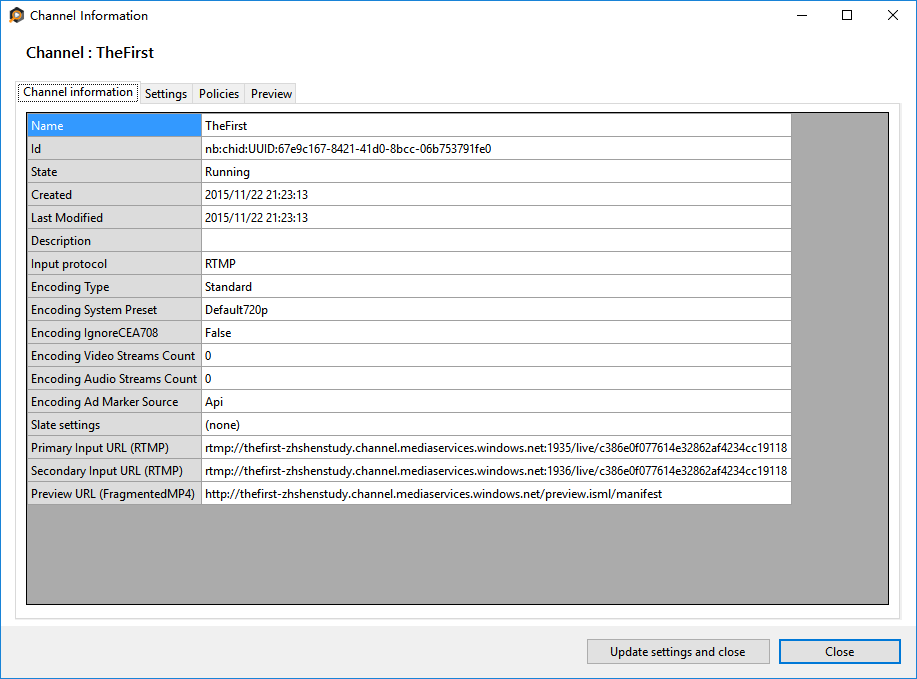 Channel Information
Channel : TheFirst
Channel information Settings Policies Preview
Name TheFirst
Id nb:chid:UUID:67e9c167-8421-41d0-8bcc-06b753791fe0
State Running
Created 2015/11/22 21:23:13
Last Modified 2015/11/22 21:23:13
Description
Input protocol RTMP
Encoding Type Standard
Encoding System Preset Default720p
Encoding IgnoreCEA708 False
Encoding Video Streams Count 0
Encoding Audio Streams Count 0
Encoding Ad Marker Source Api
Slate settings (none)
Primary Input URL (RTMP) rtmp://thefirst-zhshenstudy.channel.mediaservices.windows.net:1935/live/c386e0f077614e32862af4234cc19118
Secondary Input URL (RTMP) rtmp://thefirst-zhshenstudy.channel.mediaservices.windows.net:1936/live/c386e0f077614e32862af4234cc19118
Preview URL (FragmentedMP4) http://thefirst-zhshenstudy.channel.mediaservices.windows.net/preview.isml/manifest
Update settings and close Close